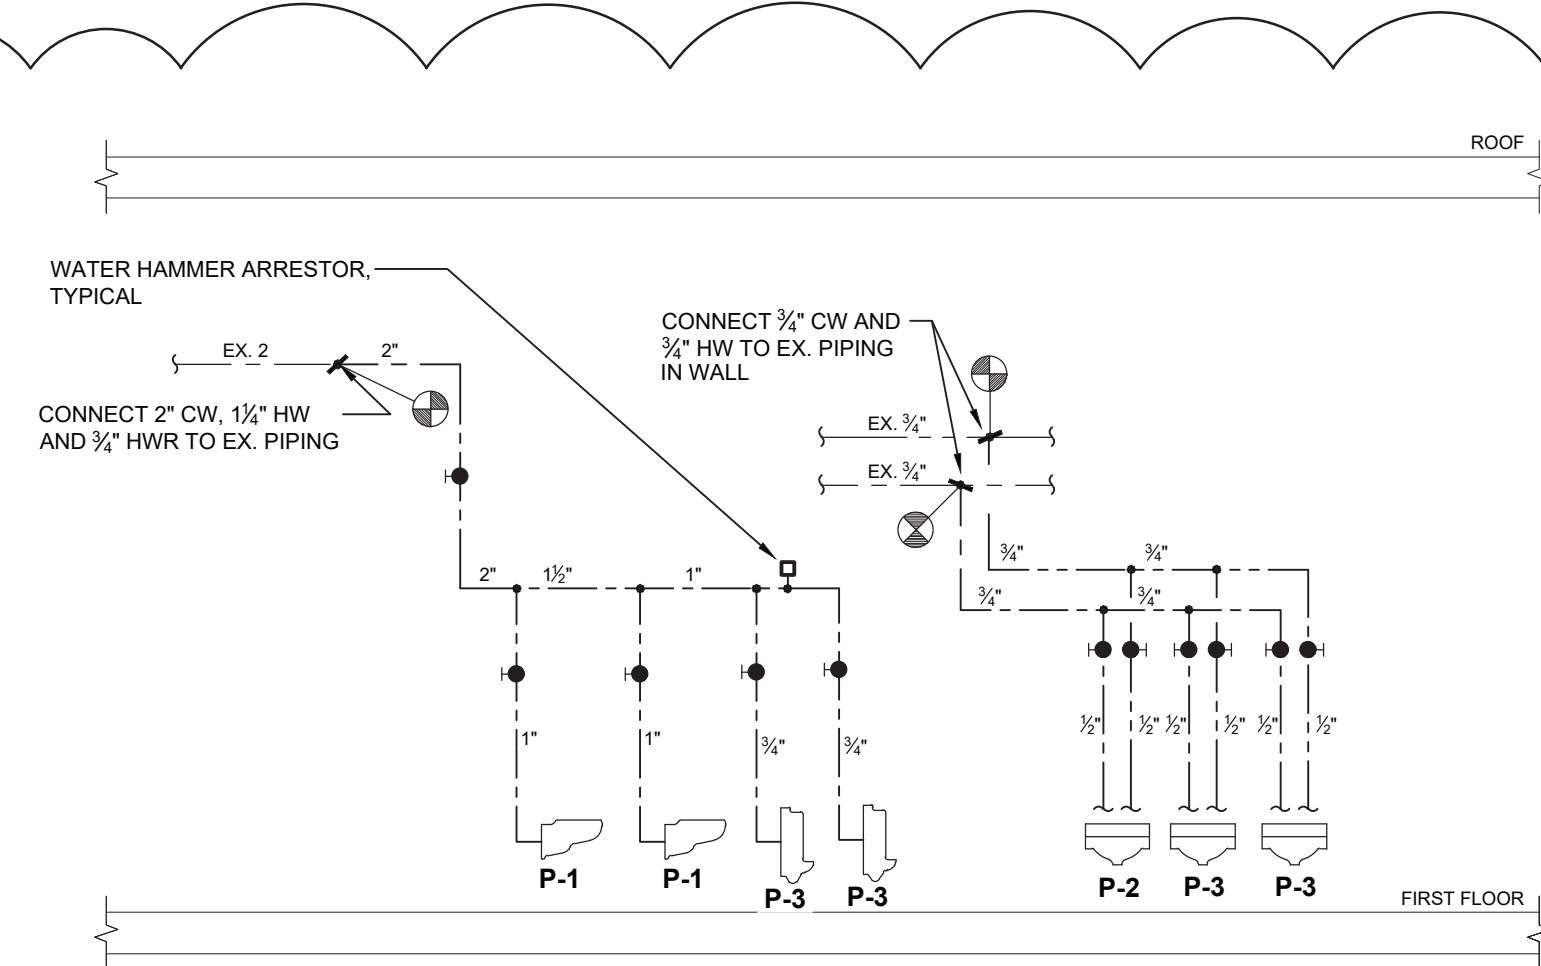 ROOF
WATER HAMMER ARRESTOR,
TYPICAL
CONNECT ¾" CW AND
¾" HW TO EX. PIPING
IN WALL
EX. 2
2"
CONNECT 2" CW, 1¼" HW
AND ¾" HWR TO EX. PIPING
EX. ¾"
EX. ¾"
2"
1½"
1"
¾"
¾"
¾"
¾"
1"
1"
¾"
¾"
½"
½"
½"
½"
½"
½"
P-1
P-1
P-3
P-3
P-2
P-3
P-3
FIRST FLOOR